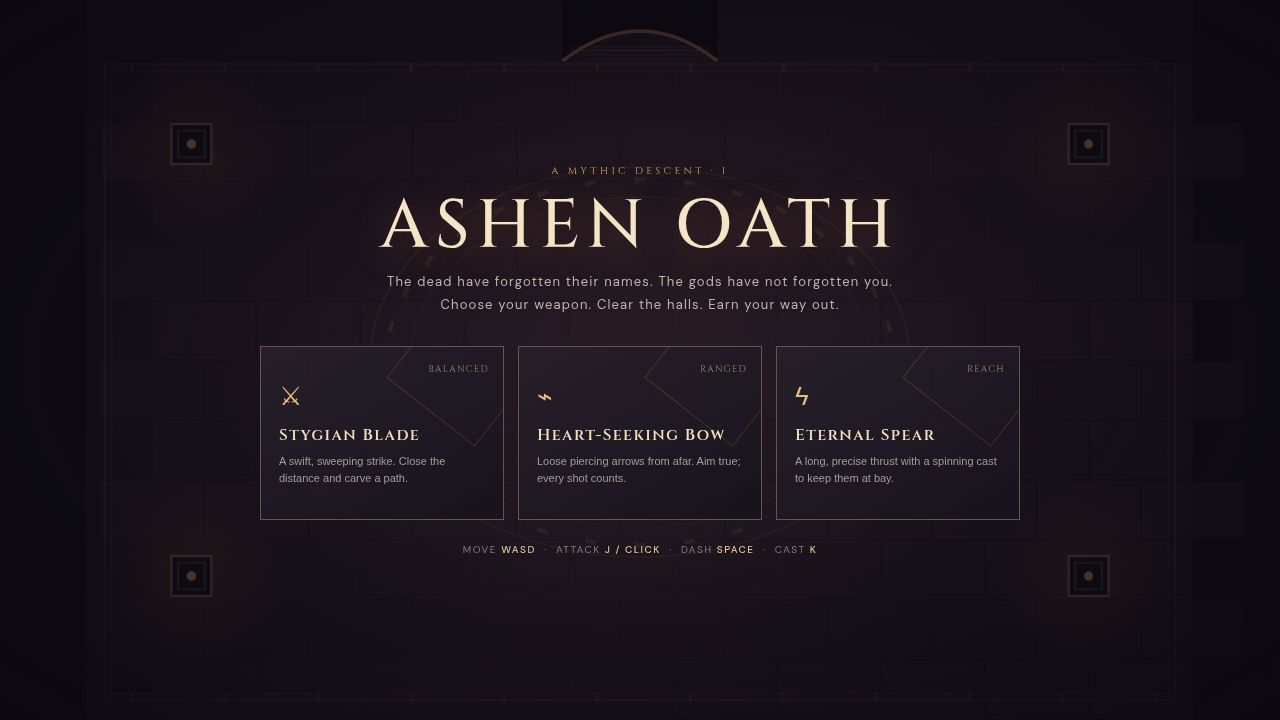 A MYTHIC DESCENT · I
ASHEN OATH
The dead have forgotten their names. The gods have not forgotten you.
Choose your weapon. Clear the halls. Earn your way out.
BALANCED
STYGIAN BLADE
A swift, sweeping strike. Close the
distance and carve a path.
RANGED
HEART-SEEKING BOW
Loose piercing arrows from afar. Aim true;
every shot counts.
REACH
ETERNAL SPEAR
A long, precise thrust with a spinning cast
to keep them at bay.
MOVE WASD · ATTACK J / CLICK · DASH SPACE · CAST K